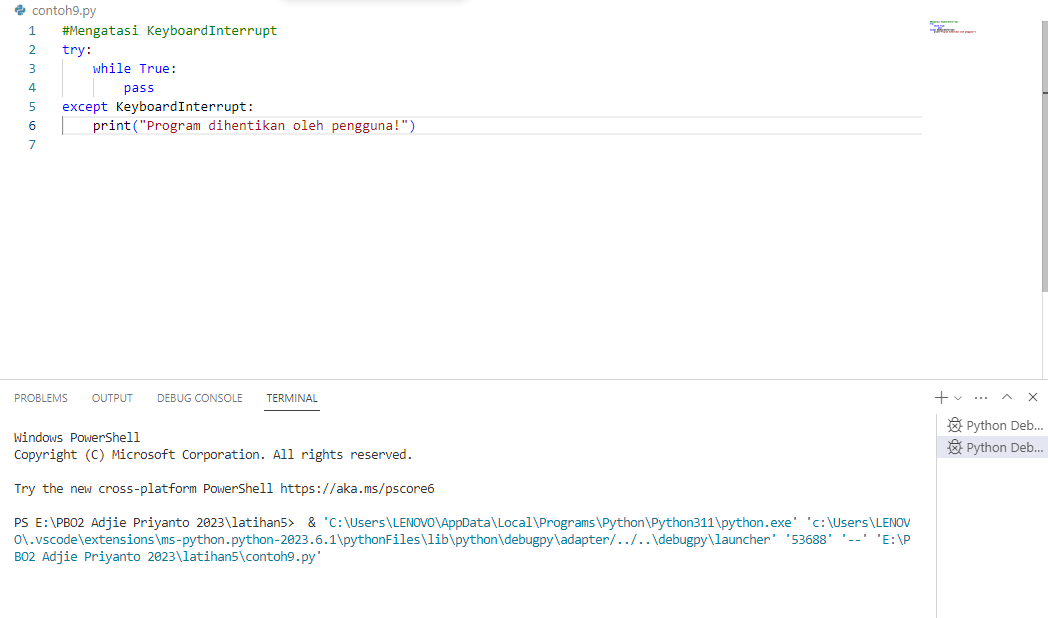 contoh9.py
1 #Mengatasi KeyboardInterrupt
2 try:
3 while True:
4 pass
5 except KeyboardInterrupt:
6 print("Program dihentikan oleh pengguna!")
7
PROBLEMS OUTPUT DEBUG CONSOLE TERMINAL
Python Deb...
Python Deb...
Windows PowerShell
Copyright (C) Microsoft Corporation. All rights reserved.
Try the new cross-platform PowerShell https://aka.ms/pscore6
PS E:\PBO2 Adjie Priyanto 2023\latihan5> & 'C:\Users\LENOVO\AppData\Local\Programs\Python\Python311\python.exe' 'c:\Users\LENOV
O\.vscode\extensions\ms-python.python-2023.6.1\pythonFiles\lib\python\debugpy\adapter/../..\debugpy\launcher' '53688' '--' 'E:\P
BO2 Adjie Priyanto 2023\latihan5\contoh9.py'